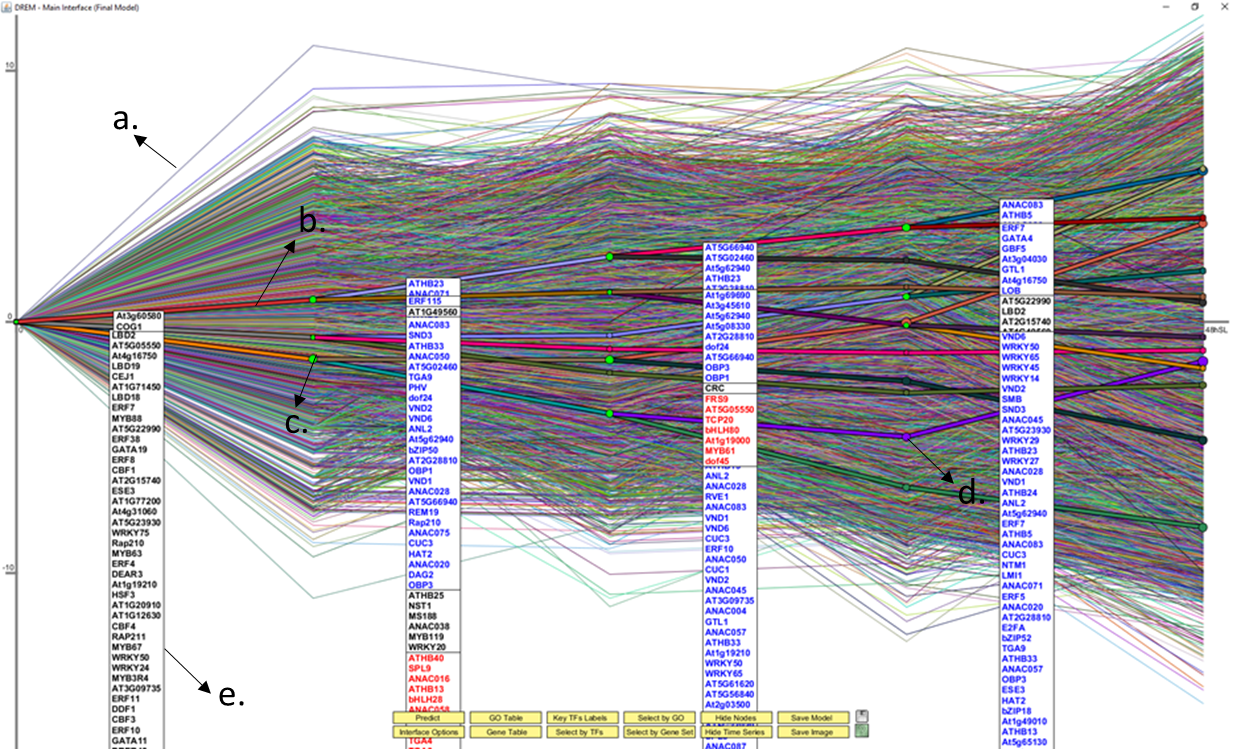 DREM - Main Interface (Final Model)
10
0
-10
48hSL
a.
b.
c.
d.
e.
At3g60580
COG1
LBD2
AT5G05550
At4g16750
LBD19
CEJ1
AT1G71450
LBD18
ERF7
MYB88
AT5G22990
ERF38
GATA19
ERF8
CBF1
AT2G15740
ESE3
AT1G77200
At4g31060
AT5G23930
WRKY75
Rap210
MYB63
ERF4
DEAR3
At1g19210
HSF3
AT1G20910
AT1G12630
CBF4
RAP211
MYB67
WRKY50
WRKY24
MYB3R4
AT3G09735
ERF11
DDF1
CBF3
ERF10
GATA11
ATHB23
ANAC071
ERF115
AT1G49560
ANAC083
SND3
ATHB33
ANAC050
AT5G02460
TGA9
PHV
dof24
VND2
VND6
ANL2
At5g62940
bZIP50
AT2G28810
OBP1
VND1
ANAC028
AT5G66940
REM19
Rap210
ANAC075
CUC3
HAT2
ANAC020
DAG2
OBP3
ATHB25
NST1
MS188
ANAC038
MYB119
WRKY20
ATHB40
SPL9
ANAC016
ATHB13
bHLH28
ANAC058
TGA4
AT5G66940
AT5G02460
At5g62940
ATHB23
AT2G28810
At1g69690
At3g45610
At5g62940
At5g08330
AT2G28810
dof24
AT5G66940
OBP3
OBP1
CRC
FRS9
AT5G05550
TCP20
bHLH80
At1g19000
MYB61
dof45
ANL2
ANAC028
RVE1
ANAC083
VND1
VND6
CUC3
ERF10
ANAC050
CUC1
VND2
ANAC045
AT3G09735
ANAC004
GTL1
ANAC057
ATHB33
At1g19210
WRKY50
WRKY65
AT5G61620
AT5G56840
At2g03500
ANAC087
ANAC083
ATHB5
ERF7
GATA4
GBF5
At3g04030
GTL1
At4g16750
LOB
AT5G22990
LBD2
AT2G15740
VND6
WRKY50
WRKY65
WRKY45
WRKY14
VND2
SMB
SND3
ANAC045
AT5G23930
WRKY29
ATHB23
WRKY27
ANAC028
VND1
ATHB24
ANL2
At5g62940
ERF7
ATHB5
ANAC083
CUC3
NTM1
LMI1
ANAC071
ERF5
ANAC020
AT2G28810
E2FA
bZIP52
TGA9
ATHB33
ANAC057
OBP3
ESE3
HAT2
bZIP18
At1g49010
ATHB13
At5g65130
Predict GO Table Key TFs Labels Select by GO Hide Nodes Save Model
Interface Options Gene Table Select by TFs Select by Gene Set Hide Time Series Save Image